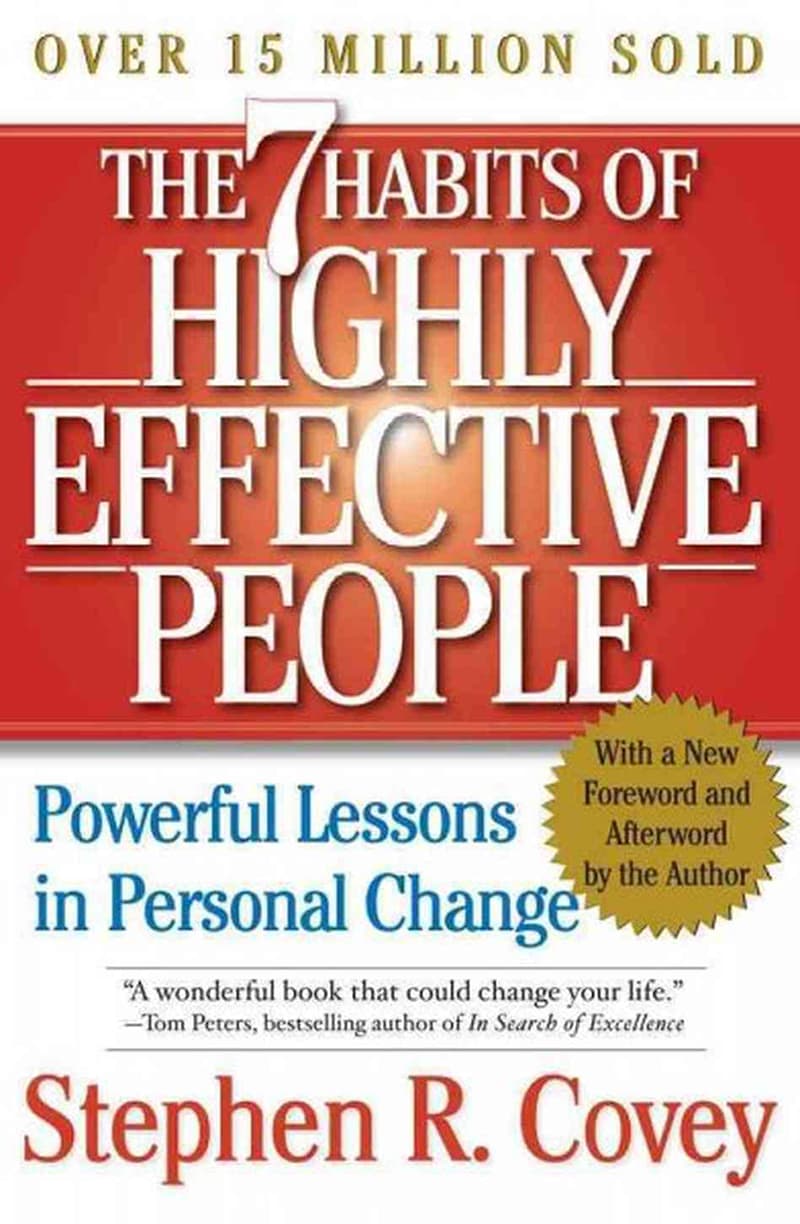 OVER 15 MILLION SOLD
THE 7 HABITS OF
HIGHLY
EFFECTIVE
PEOPLE
With a New
Foreword and
Afterword
by the Author
Powerful Lessons
in Personal Change
“A wonderful book that could change your life.”
—Tom Peters, bestselling author of In Search of Excellence
Stephen R. Covey